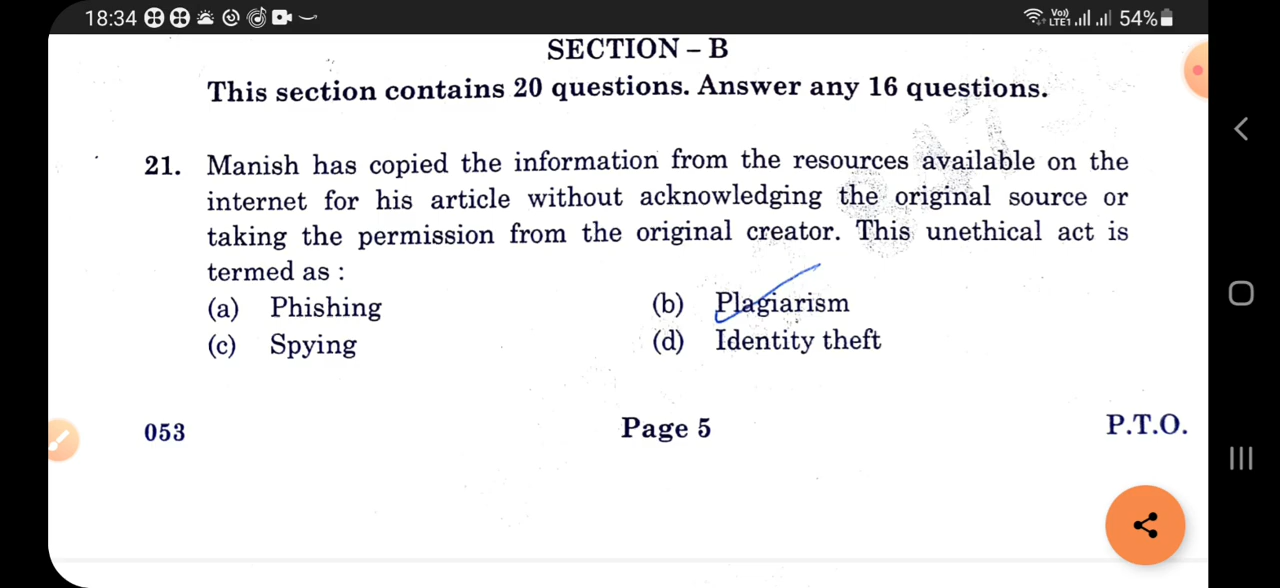 18:34 Vo)) LTE1 54%
SECTION – B
This section contains 20 questions. Answer any 16 questions.
21. Manish has copied the information from the resources available on the
internet for his article without acknowledging the original source or
taking the permission from the original creator. This unethical act is
termed as :
(a) Phishing (b) Plagiarism
(c) Spying (d) Identity theft
053 Page 5 P.T.O.